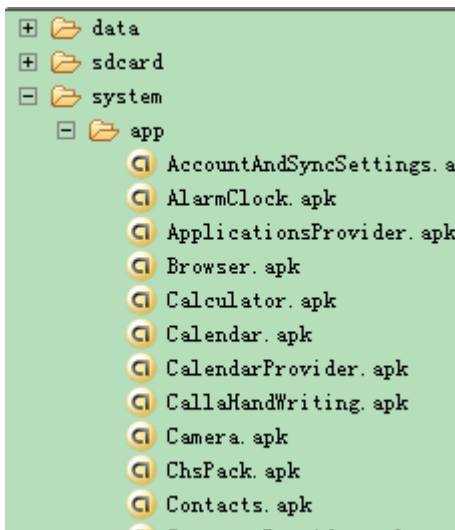 data
sdcard
system
app
AccountAndSyncSettings.a
AlarmClock.apk
ApplicationsProvider.apk
Browser.apk
Calculator.apk
Calendar.apk
CalendarProvider.apk
CallaHandWriting.apk
Camera.apk
ChsPack.apk
Contacts.apk